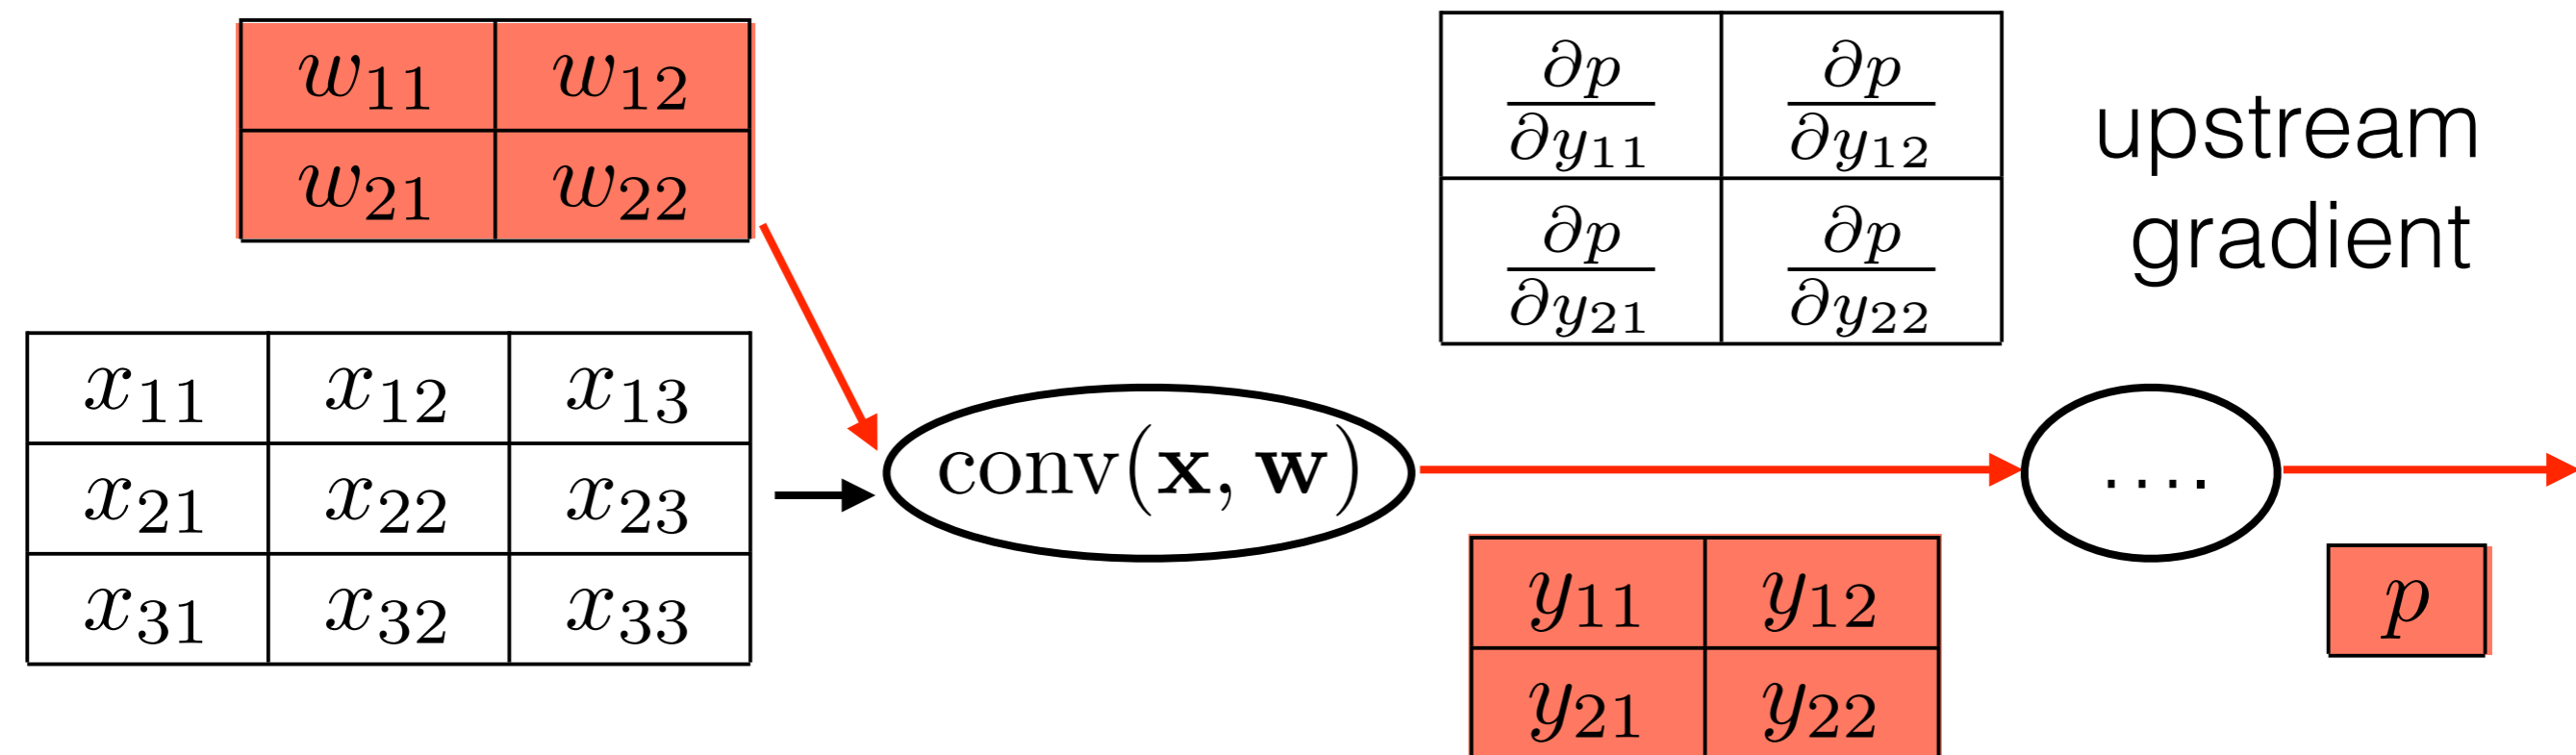 w₁₁ w₁₂
w₂₁ w₂₂
x₁₁ x₁₂ x₁₃
x₂₁ x₂₂ x₂₃
x₃₁ x₃₂ x₃₃
conv(𝐱, 𝐰)
∂p/∂y₁₁ ∂p/∂y₁₂
∂p/∂y₂₁ ∂p/∂y₂₂
upstream
gradient
....
y₁₁ y₁₂
y₂₁ y₂₂
p